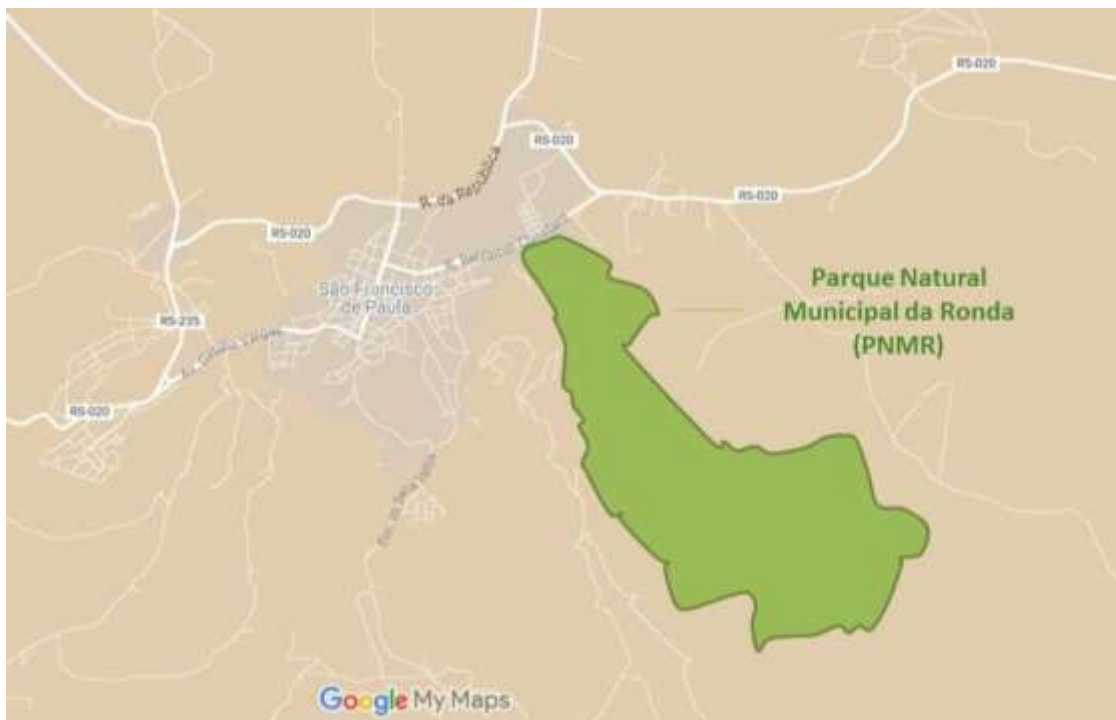 RS-020
RS-020
R. da República
RS-020
RS-020
São Francisco
de Paula
RS-235
Av. Getúlio Vargas
RS-020
Parque Natural
Municipal da Ronda
(PNMR)
Google My Maps